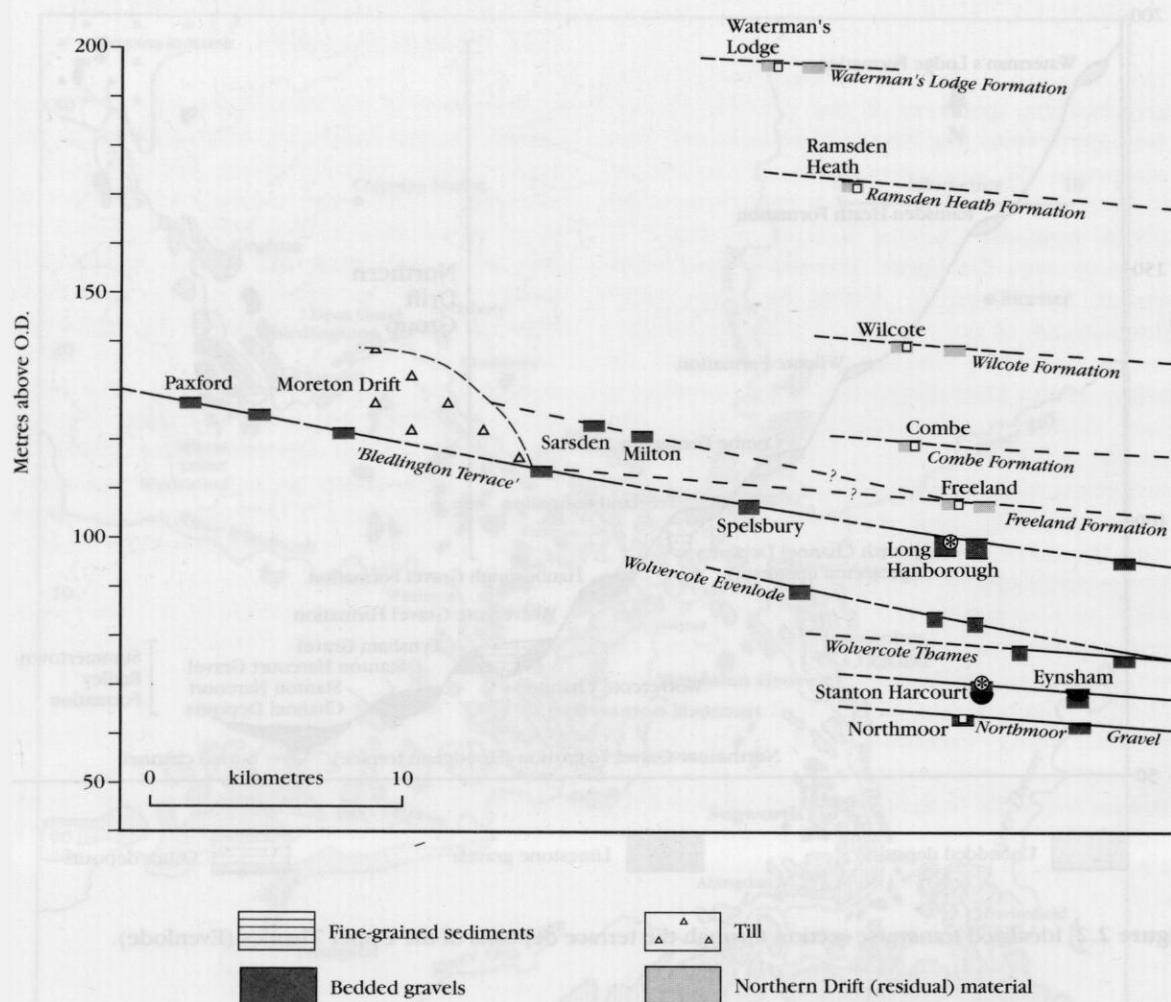 200
Waterman's
Lodge
Waterman's Lodge Formation
Ramsden
Heath
Ramsden Heath Formation
150
Metres above O.D.
Wilcote
Wilcote Formation
Paxford
Moreton Drift
Sarsden
Milton
Combe
Combe Formation
'Bledlington Terrace'
?
?
Freeland
Freeland Formation
100
Spelsbury
Long
Hanborough
Wolvercote Evenlode
Wolvercote Thames
Stanton Harcourt
Eynsham
Northmoor
Northmoor
Gravel
50
0 kilometres 10
Fine-grained sediments
Till
Bedded gravels
Northern Drift (residual) material